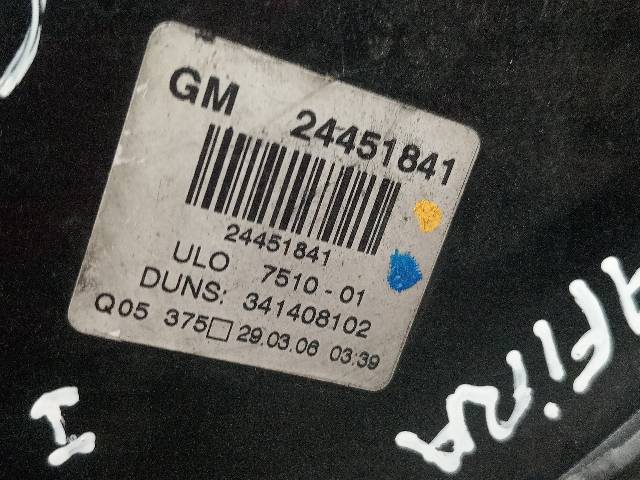 GM 24451841
24451841
ULO 7510-01
DUNS: 341408102
Q05 375□ 29.03.06 03:39
I